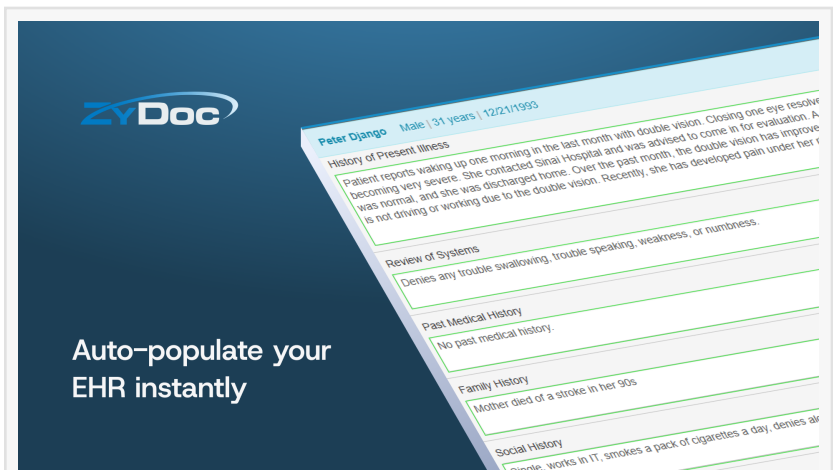 ZyDoc
Peter Django Male | 31 years | 12/21/1993
History of Present Illness
Patient reports waking up one morning in the last month with double vision. Closing one eye resolve
becoming very severe. She contacted Sinai Hospital and was advised to come in for evaluation. A
was normal, and she was discharged home. Over the past month, the double vision has improve
is not driving or working due to the double vision. Recently, she has developed pain under her
Review of Systems
Denies any trouble swallowing, trouble speaking, weakness, or numbness.
Past Medical History
No past medical history.
Family History
Mother died of a stroke in her 90s
Social History
Single, works in IT, smokes a pack of cigarettes a day, denies
Auto-populate your
EHR instantly